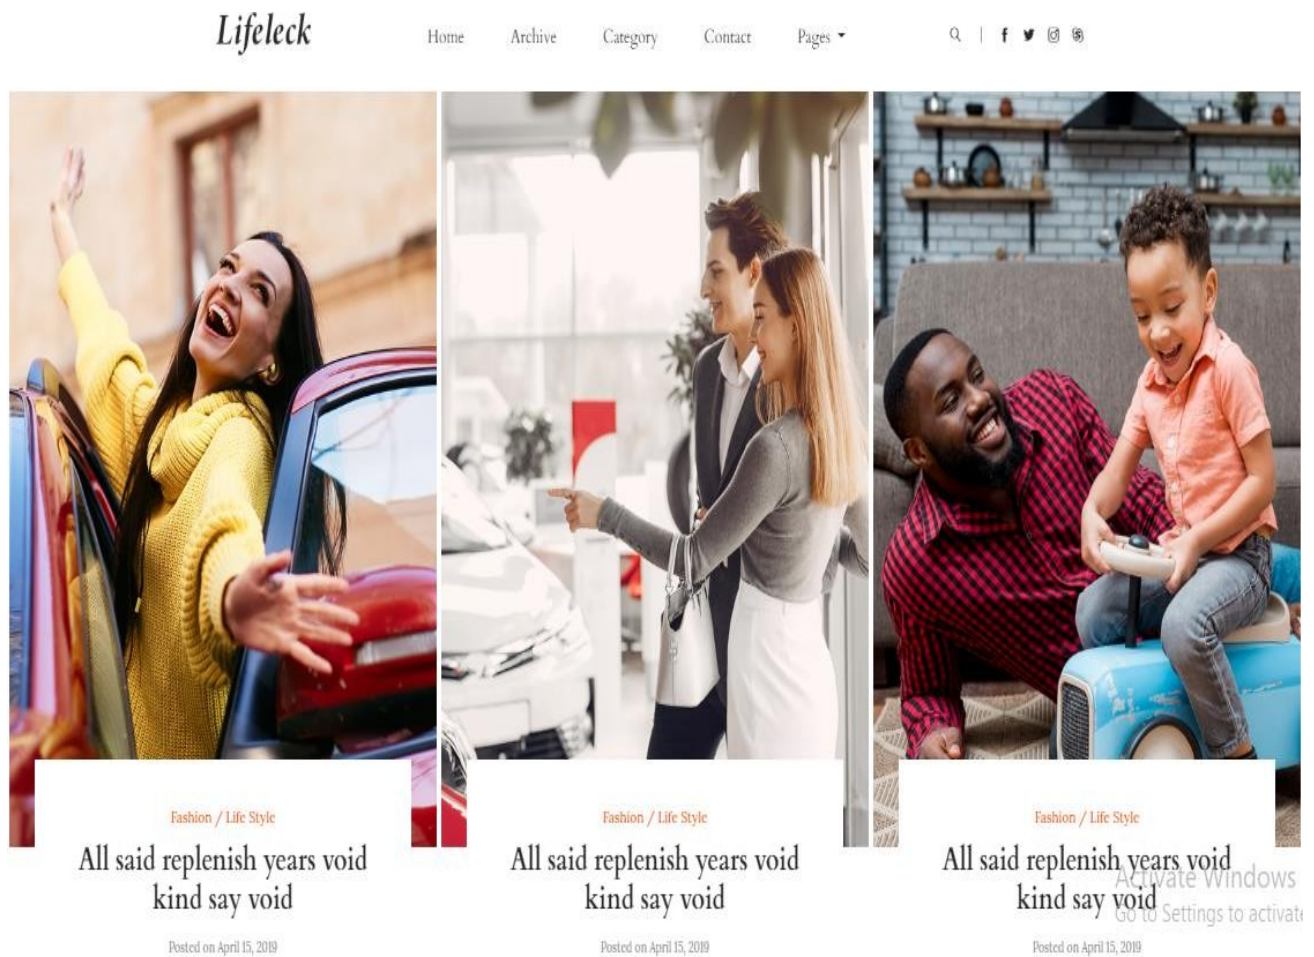 Lifeleck
Home Archive Category Contact Pages
Fashion / Life Style
All said replenish years void
kind say void
Posted on April 15, 2019
Fashion / Life Style
All said replenish years void
kind say void
Posted on April 15, 2019
Fashion / Life Style
All said replenish years void
kind say void
Posted on April 15, 2019
Activate Windows
Go to Settings to activate